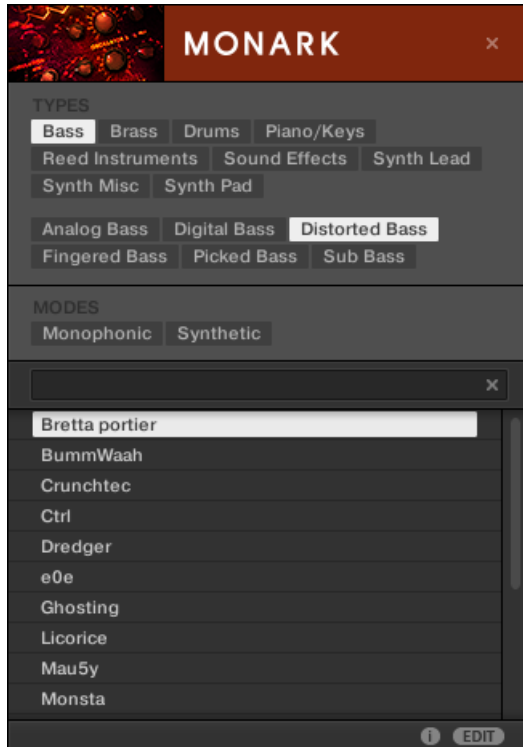 MONARK ×
TYPES
Bass Brass Drums Piano/Keys
Reed Instruments Sound Effects Synth Lead
Synth Misc Synth Pad
Analog Bass Digital Bass Distorted Bass
Fingered Bass Picked Bass Sub Bass
MODES
Monophonic Synthetic
×
Bretta portier
BummWaah
Crunchtec
Ctrl
Dredger
e0e
Ghosting
Licorice
Mau5y
Monsta
i EDIT